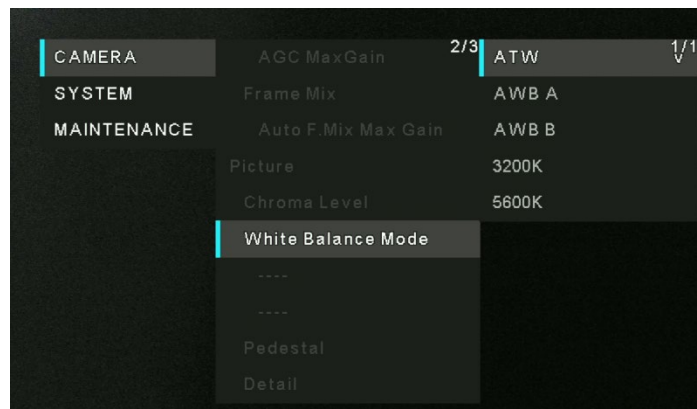 CAMERA
SYSTEM
MAINTENANCE
2/3
AGC MaxGain
Frame Mix
Auto F.Mix Max Gain
Picture
Chroma Level
White Balance Mode
----
----
Pedestal
Detail
1/1
ATW
AWB A
AWB B
3200K
5600K